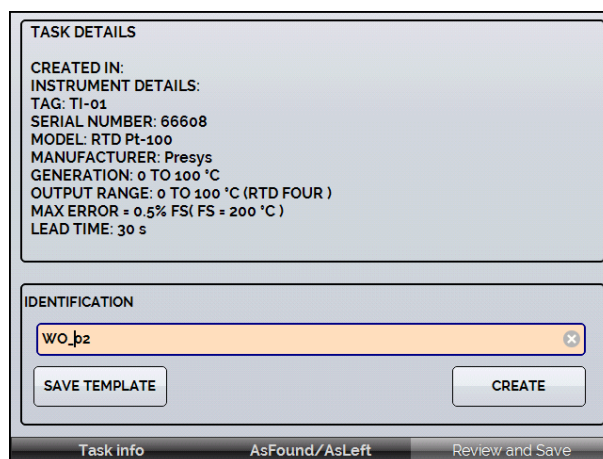 TASK DETAILS
CREATED IN:
INSTRUMENT DETAILS:
TAG: TI-01
SERIAL NUMBER: 66608
MODEL: RTD Pt-100
MANUFACTURER: Presys
GENERATION: 0 TO 100 °C
OUTPUT RANGE: 0 TO 100 °C (RTD FOUR )
MAX ERROR = 0.5% FS( FS = 200 °C )
LEAD TIME: 30 s
IDENTIFICATION
WO_02
SAVE TEMPLATE CREATE
Task info AsFound/AsLeft Review and Save